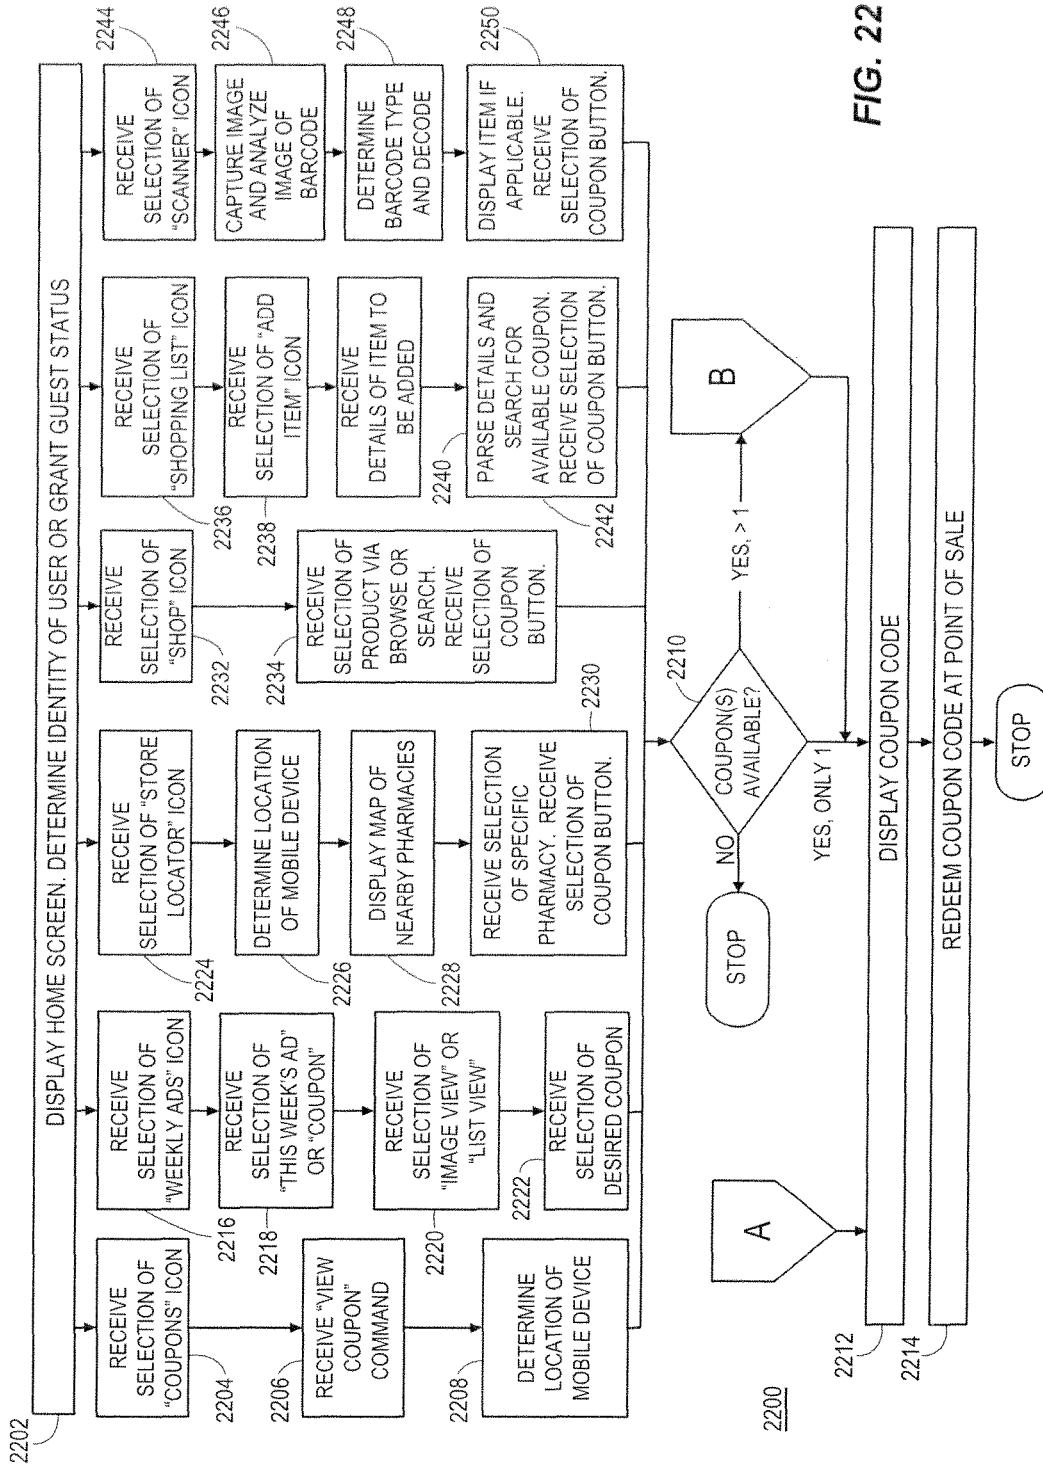 2202
DISPLAY HOME SCREEN. DETERMINE IDENTITY OF USER OR GRANT GUEST STATUS
RECEIVE
SELECTION OF
“COUPONS” ICON
2204
RECEIVE “VIEW
COUPON”
COMMAND
2206
DETERMINE
LOCATION OF
MOBILE DEVICE
2208
RECEIVE
SELECTION OF
“WEEKLY ADS” ICON
2216
RECEIVE
SELECTION OF
“THIS WEEK'S AD”
OR “COUPON”
2218
RECEIVE
SELECTION OF
“IMAGE VIEW” OR
“LIST VIEW”
2220
2222
RECEIVE
SELECTION OF
DESIRED COUPON
RECEIVE
SELECTION OF “STORE
LOCATOR” ICON
2224
DETERMINE LOCATION
OF MOBILE DEVICE
2226
DISPLAY MAP OF
NEARBY PHARMACIES
2228
RECEIVE SELECTION
OF SPECIFIC
PHARMACY. RECEIVE
SELECTION OF
COUPON BUTTON.
2230
RECEIVE
SELECTION OF
“SHOP” ICON
2232
2234
RECEIVE
SELECTION OF
PRODUCT VIA
BROWSE OR
SEARCH.
RECEIVE
SELECTION OF
COUPON
BUTTON.
RECEIVE
SELECTION OF
“SHOPPING LIST” ICON
2236
RECEIVE
SELECTION OF “ADD
ITEM” ICON
2238
RECEIVE
DETAILS OF ITEM TO
BE ADDED
2240
PARSE DETAILS AND
SEARCH FOR
AVAILABLE COUPON.
RECEIVE SELECTION
OF COUPON BUTTON.
2242
RECEIVE
SELECTION OF
“SCANNER” ICON
2244
CAPTURE IMAGE
AND ANALYZE
IMAGE OF
BARCODE
2246
DETERMINE
BARCODE TYPE
AND DECODE
2248
DISPLAY ITEM IF
APPLICABLE.
RECEIVE
SELECTION OF
COUPON BUTTON.
2250
COUPON(S)
AVAILABLE?
2210
NO
STOP
YES, > 1
B
YES, ONLY 1
A
2212
DISPLAY COUPON CODE
2214
REDEEM COUPON CODE AT POINT OF SALE
STOP
2200
FIG. 22